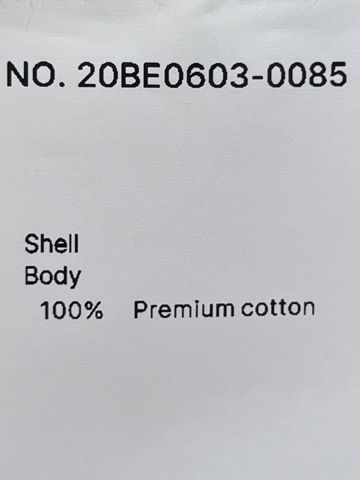 NO. 20BE0603-0085
Shell
Body
100% Premium cotton